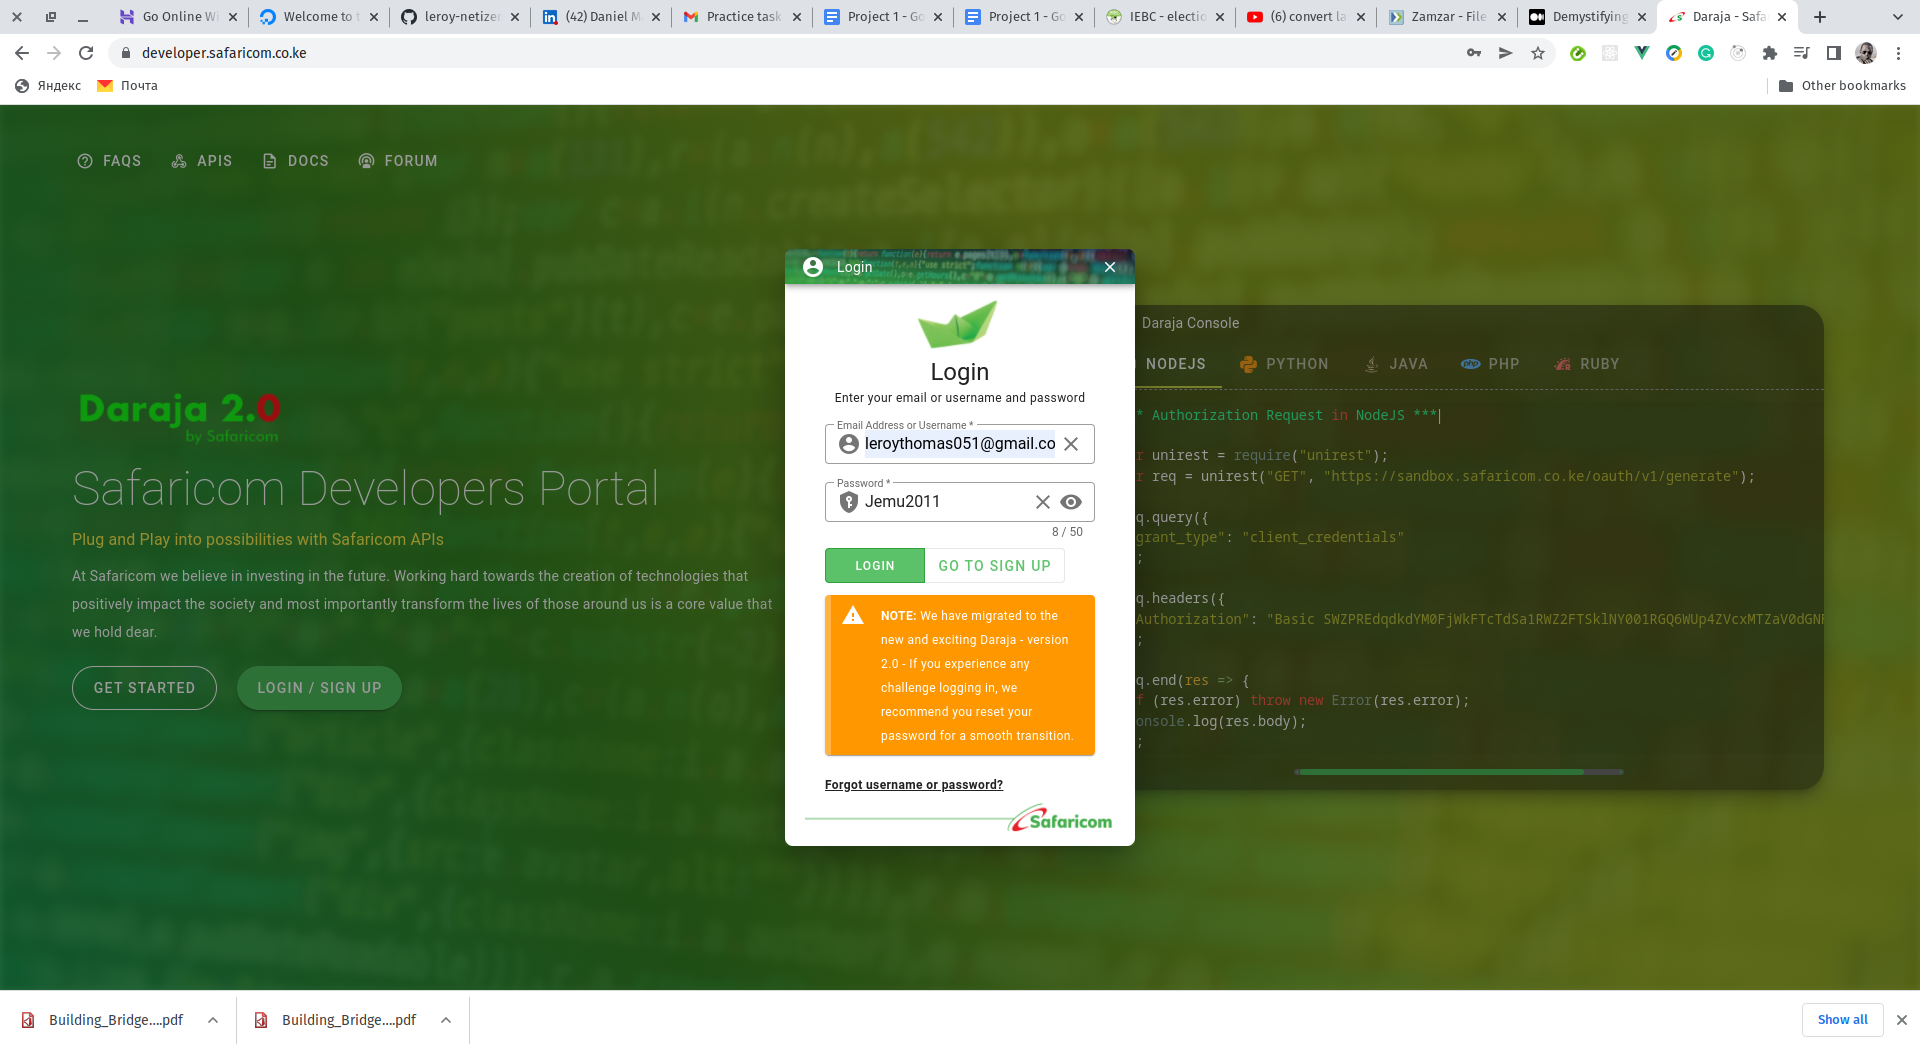 Go Online Wi
Welcome to t
leroy-netizen
(42) Daniel M
Practice task
Project 1 - Go
Project 1 - Go
IEBC - electio
(6) convert la
Zamzar - File
Demystifying
Daraja - Safa
developer.safaricom.co.ke
Яндекс
Почта
Other bookmarks
FAQS
APIS
DOCS
FORUM
Daraja 2.0
by Safaricom
Safaricom Developers Portal
Plug and Play into possibilities with Safaricom APIs
At Safaricom we believe in investing in the future. Working hard towards the creation of technologies that
positively impact the society and most importantly transform the lives of those around us is a core value that
we hold dear.
GET STARTED
LOGIN / SIGN UP
Login
Login
Enter your email or username and password
Email Address or Username *
leroythomas051@gmail.co
Password *
Jemu2011
8 / 50
LOGIN
GO TO SIGN UP
NOTE: We have migrated to the
new and exciting Daraja - version
2.0 - If you experience any
challenge logging in, we
recommend you reset your
password for a smooth transition.
Forgot username or password?
Safaricom
Daraja Console
NODEJS
PYTHON
JAVA
PHP
RUBY
* Authorization Request in NodeJS ***|
r unirest = require("unirest");
r req = unirest("GET", "https://sandbox.safaricom.co.ke/oauth/v1/generate");
q.query({
grant_type": "client_credentials"
;
q.headers({
Authorization": "Basic
;
q.end(res => {
f (res.error) throw new Error(res.error);
onsole.log(res.body);
;
Building_Bridge....pdf
Building_Bridge....pdf
Show all